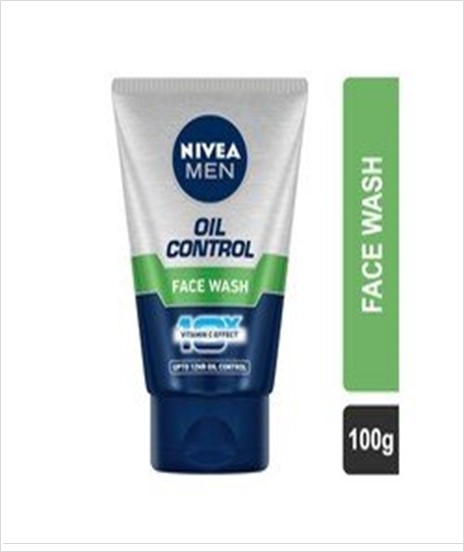 NIVEA
MEN
OIL
CONTROL
FACE WASH
10X
VITAMIN C EFFECT
UPTO 12HR OIL CONTROL
FACE WASH
100g